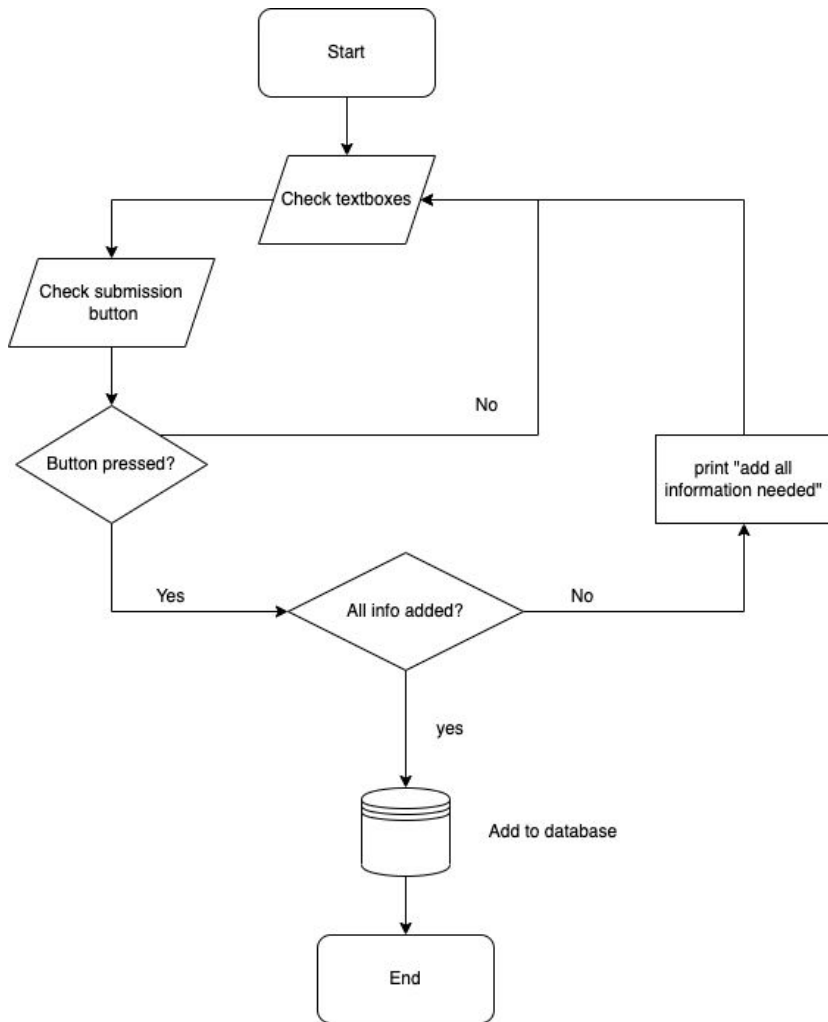 Start
Check textboxes
Check submission
button
No
Button pressed?
print "add all
information needed"
Yes
All info added?
No
yes
Add to database
End